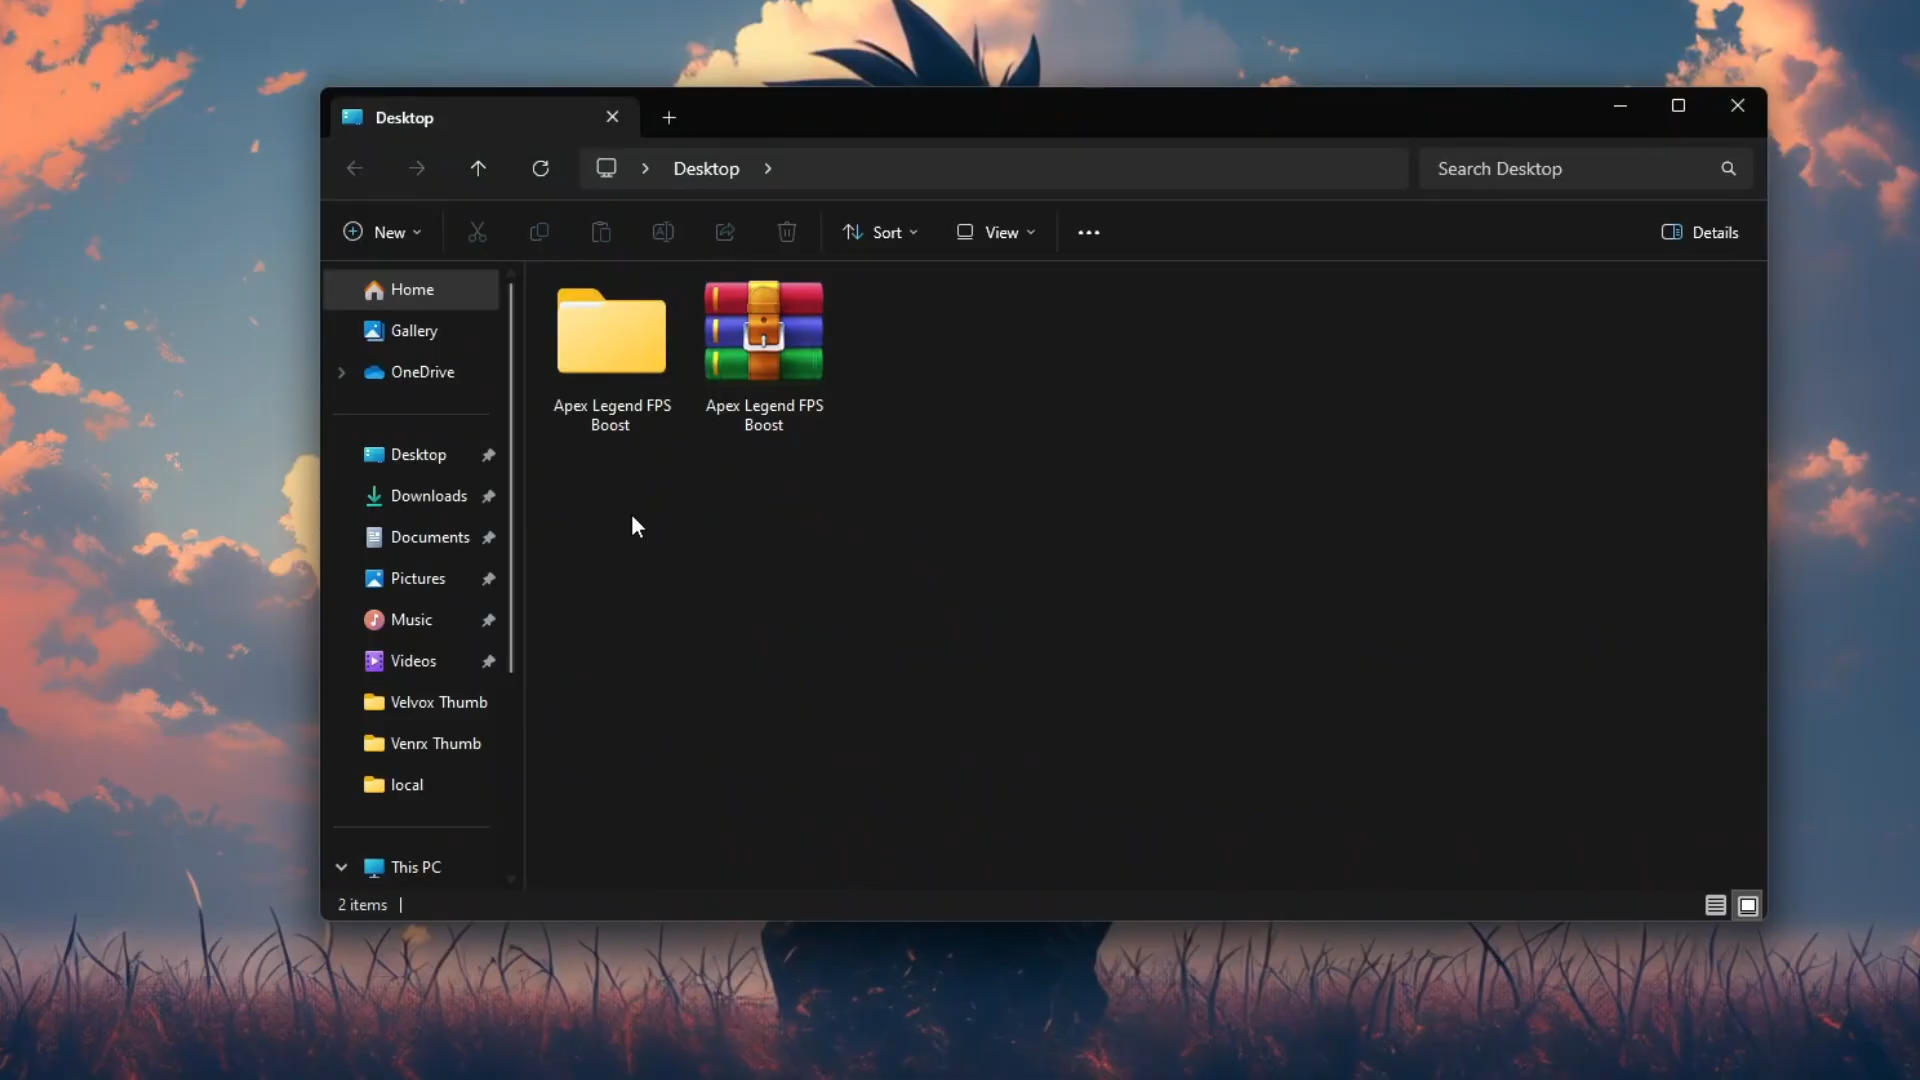 Desktop
Desktop
Search Desktop
New
Sort
View
Details
Home
Gallery
OneDrive
Desktop
Downloads
Documents
Pictures
Music
Videos
Velvox Thumb
Venrx Thumb
local
This PC
Apex Legend FPS
Boost
Apex Legend FPS
Boost
2 items